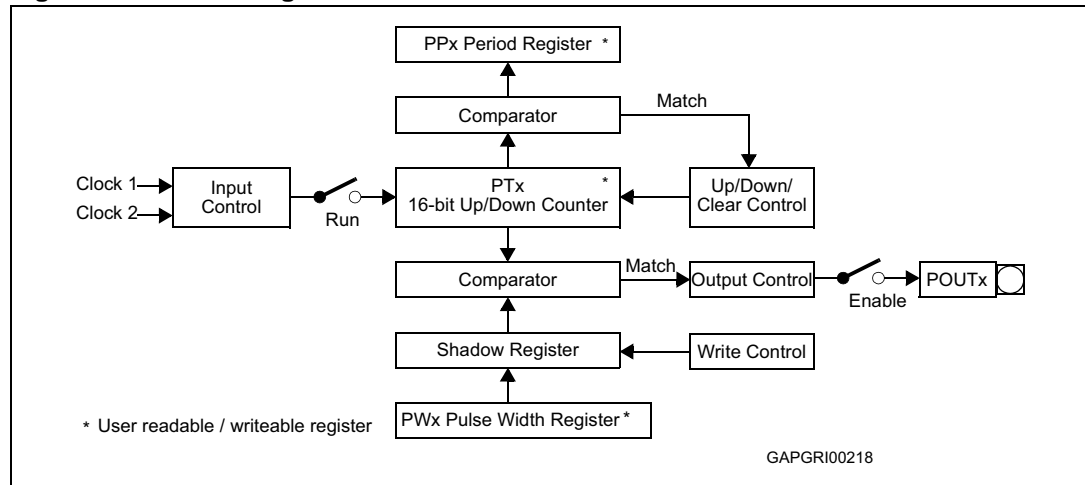 PPx Period Register *
Comparator
Match
Clock 1
Clock 2
Input
Control
Run
PTx *
16-bit Up/Down Counter
Up/Down/
Clear Control
Comparator
Match
Output Control
Enable
POUTx
Shadow Register
Write Control
PWx Pulse Width Register *
* User readable / writeable register
GAPGRI00218